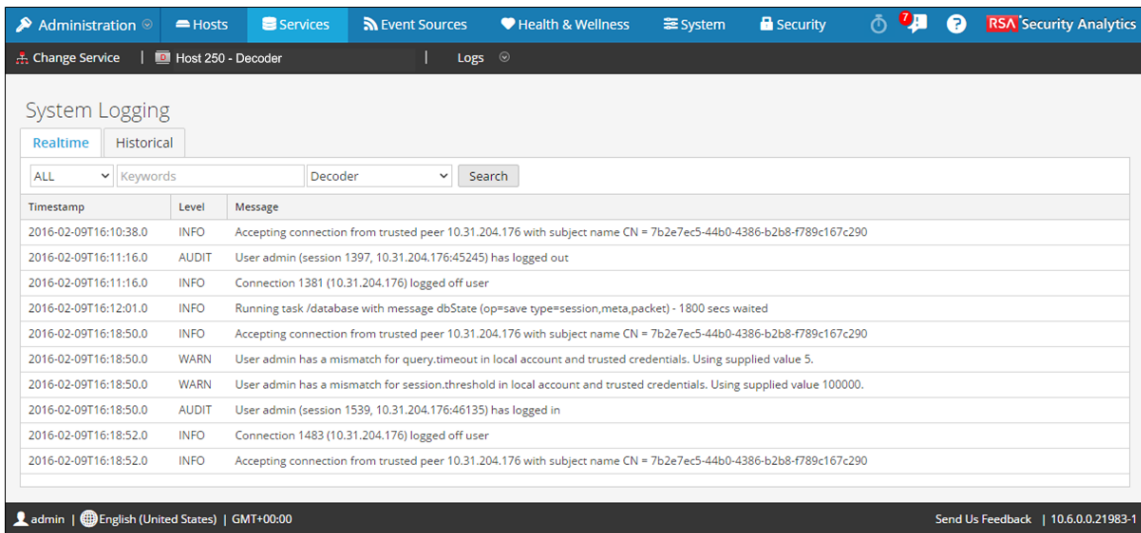 Administration Hosts Services Event Sources Health & Wellness System Security 7 ? RSA Security Analytics
Change Service | D Host 250 - Decoder | Logs
System Logging
Realtime Historical
ALL Keywords Decoder Search
Timestamp Level Message
2016-02-09T16:10:38.0 INFO Accepting connection from trusted peer 10.31.204.176 with subject name CN = 7b2e7ec5-44b0-4386-b2b8-f789c167c290
2016-02-09T16:11:16.0 AUDIT User admin (session 1397, 10.31.204.176:45245) has logged out
2016-02-09T16:11:16.0 INFO Connection 1381 (10.31.204.176) logged off user
2016-02-09T16:12:01.0 INFO Running task /database with message dbState (op=save type=session,meta,packet) - 1800 secs waited
2016-02-09T16:18:50.0 INFO Accepting connection from trusted peer 10.31.204.176 with subject name CN = 7b2e7ec5-44b0-4386-b2b8-f789c167c290
2016-02-09T16:18:50.0 WARN User admin has a mismatch for query.timeout in local account and trusted credentials. Using supplied value 5.
2016-02-09T16:18:50.0 WARN User admin has a mismatch for session.threshold in local account and trusted credentials. Using supplied value 100000.
2016-02-09T16:18:50.0 AUDIT User admin (session 1539, 10.31.204.176:46135) has logged in
2016-02-09T16:18:52.0 INFO Connection 1483 (10.31.204.176) logged off user
2016-02-09T16:18:52.0 INFO Accepting connection from trusted peer 10.31.204.176 with subject name CN = 7b2e7ec5-44b0-4386-b2b8-f789c167c290
admin | English (United States) | GMT+00:00 Send Us Feedback | 10.6.0.0.21983-1